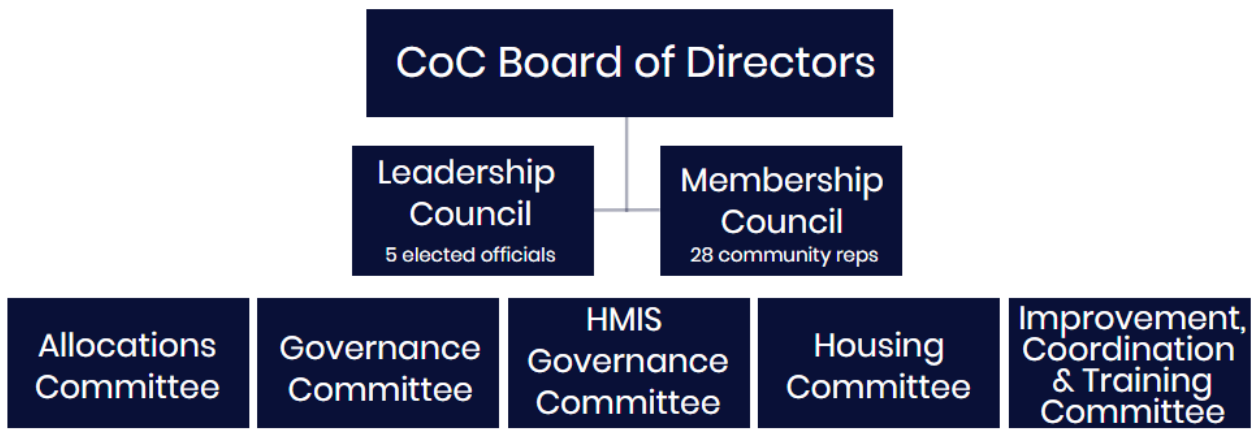 CoC Board of Directors
Leadership
Council
5 elected officials
Membership
Council
28 community reps
Allocations
Committee
Governance
Committee
HMIS
Governance
Committee
Housing
Committee
Improvement,
Coordination
& Training
Committee